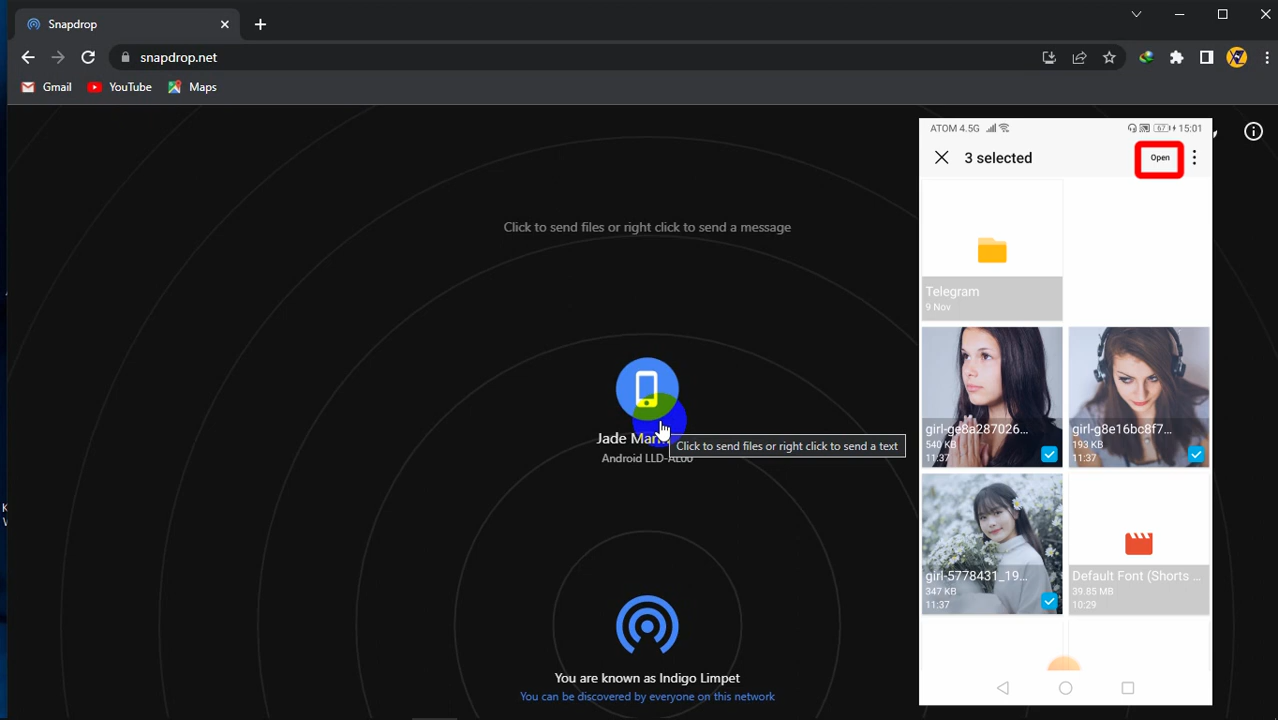 Snapdrop
snapdrop.net
Gmail
YouTube
Maps
Click to send files or right click to send a message
Click to send files or right click to send a text
Android LLD-AL00
You are known as Indigo Limpet
You can be discovered by everyone on this network
ATOM 4.5G
67
15:01
3 selected
Open
Telegram
9 Nov
girl-ge8a287026...
540 KB
11:37
girl-g8e16bc8f7...
193 KB
11:37
girl-5778431_19...
347 KB
11:37
Default Font (Shorts ...
39.85 MB
10:29